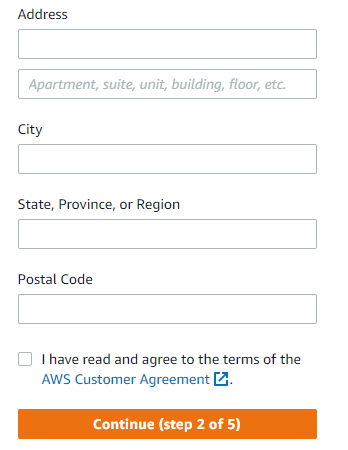 Address
Apartment, suite, unit, building, floor, etc.
City
State, Province, or Region
Postal Code
I have read and agree to the terms of the
AWS Customer Agreement.
Continue (step 2 of 5)